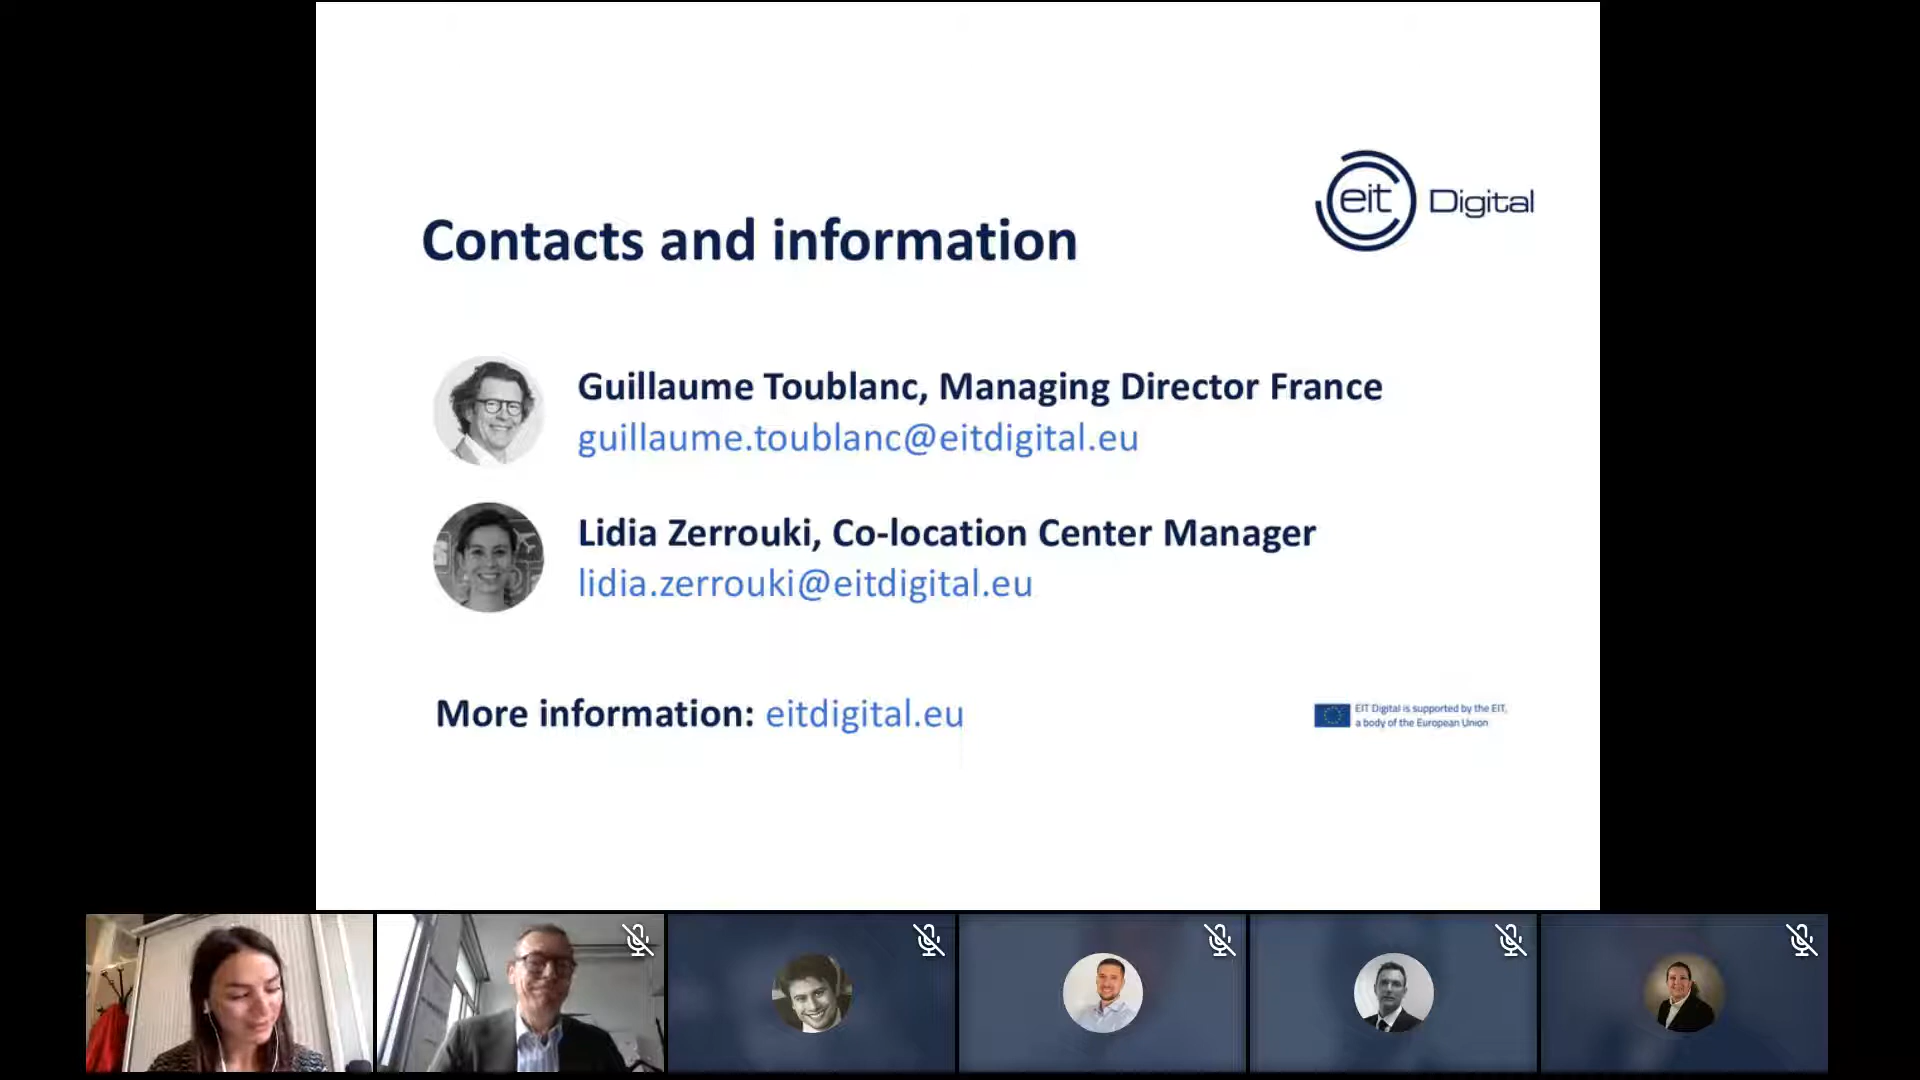 eit Digital
Contacts and information
Guillaume Toublanc, Managing Director France
guillaume.toublanc@eitdigital.eu
Lidia Zerrouki, Co-location Center Manager
lidia.zerrouki@eitdigital.eu
More information: eitdigital.eu
EIT Digital is supported by the EIT,
a body of the European Union